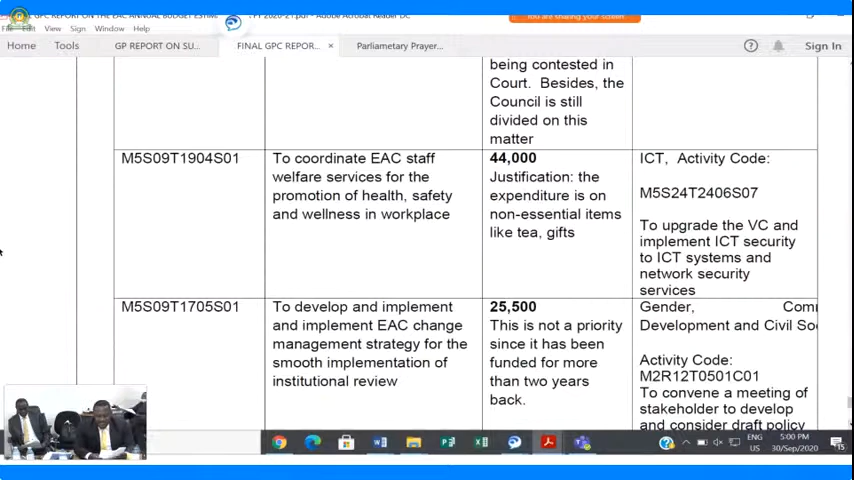 GPC REPORT ON THE EAC ANNUAL BUDGET ESTIM
FY 2020-21.pdf - Adobe Acrobat Reader DC
You are sharing your screen
File Edit View Sign Window Help
Home Tools GP REPORT ON SU... FINAL GPC REPOR... × Parliametary Prayer... Sign In
being contested in
Court. Besides, the
Council is still
divided on this
matter
M5S09T1904S01
To coordinate EAC staff
welfare services for the
promotion of health, safety
and wellness in workplace
44,000
Justification: the
expenditure is on
non-essential items
like tea, gifts
ICT, Activity Code:
M5S24T2406S07
To upgrade the VC and
implement ICT security
to ICT systems and
network security
services
M5S09T1705S01
To develop and implement
and implement EAC change
management strategy for the
smooth implementation of
institutional review
25,500
This is not a priority
since it has been
funded for more
than two years
back.
Gender, Com
Development and Civil So
Activity Code:
M2R12T0501C01
To convene a meeting of
stakeholder to develop
and consider draft policy
ENG
US
5:00 PM
30/Sep/2020
15